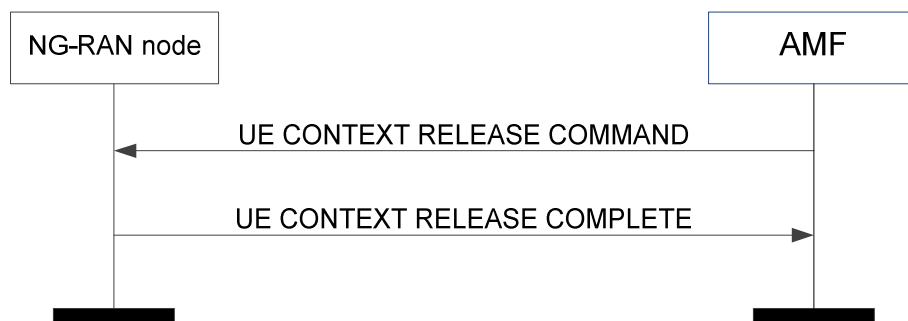 NG-RAN node
AMF
UE CONTEXT RELEASE COMMAND
UE CONTEXT RELEASE COMPLETE